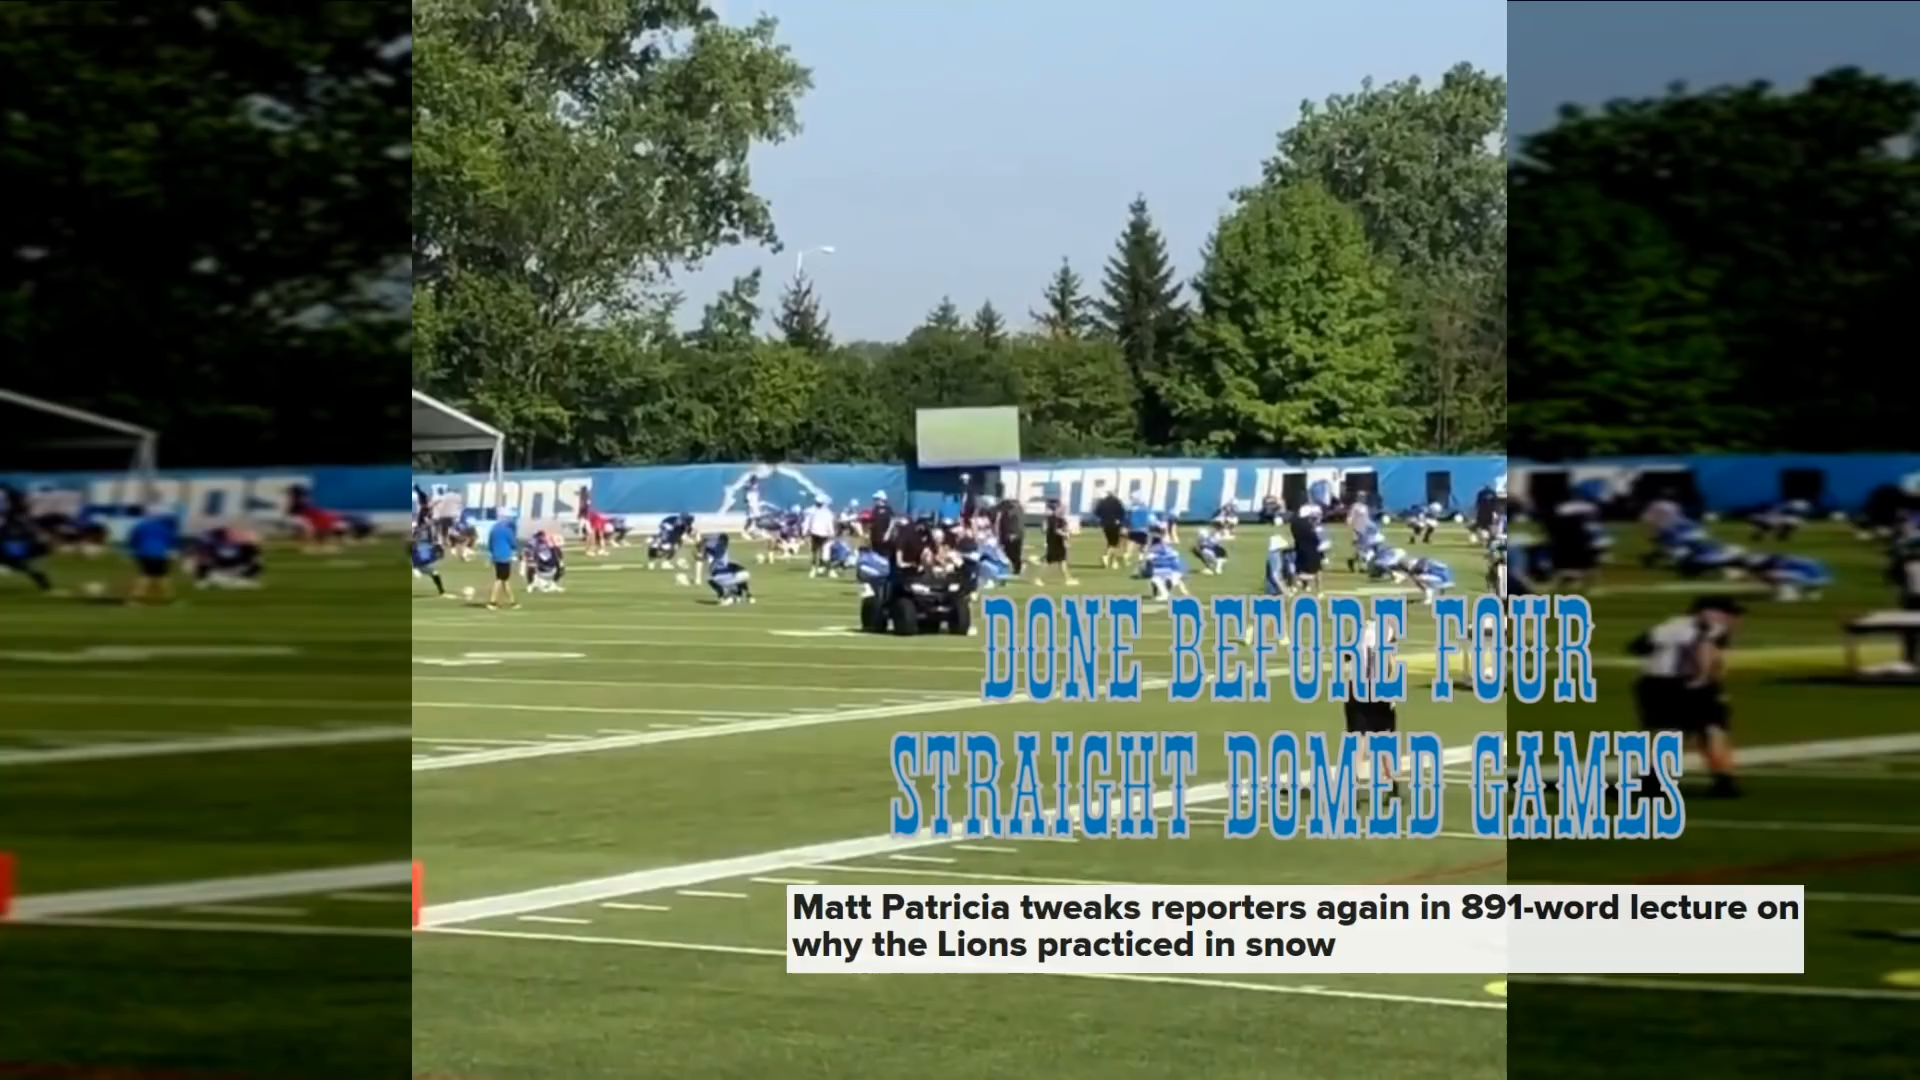 DETROIT LIONS
DONE BEFORE FOUR
STRAIGHT DOMED GAMES
Matt Patricia tweaks reporters again in 891-word lecture on
why the Lions practiced in snow